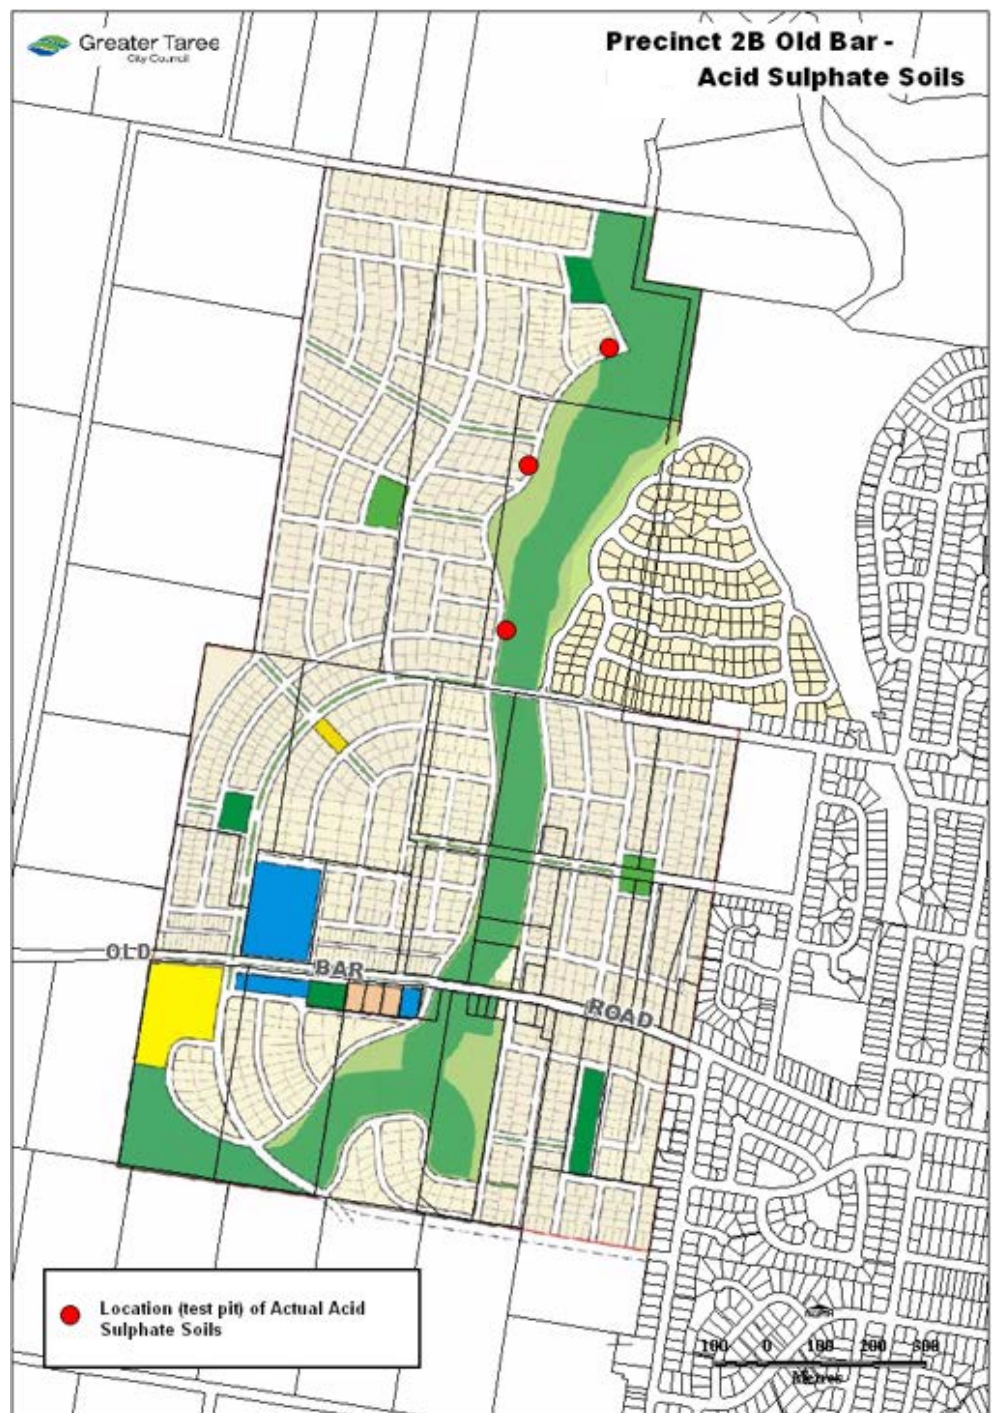 Greater Taree
City Council
Precinct 2B Old Bar -
Acid Sulphate Soils
OLD
BAR
ROAD
Location (test pit) of Actual Acid
Sulphate Soils
100 0 100 200 300
Metres